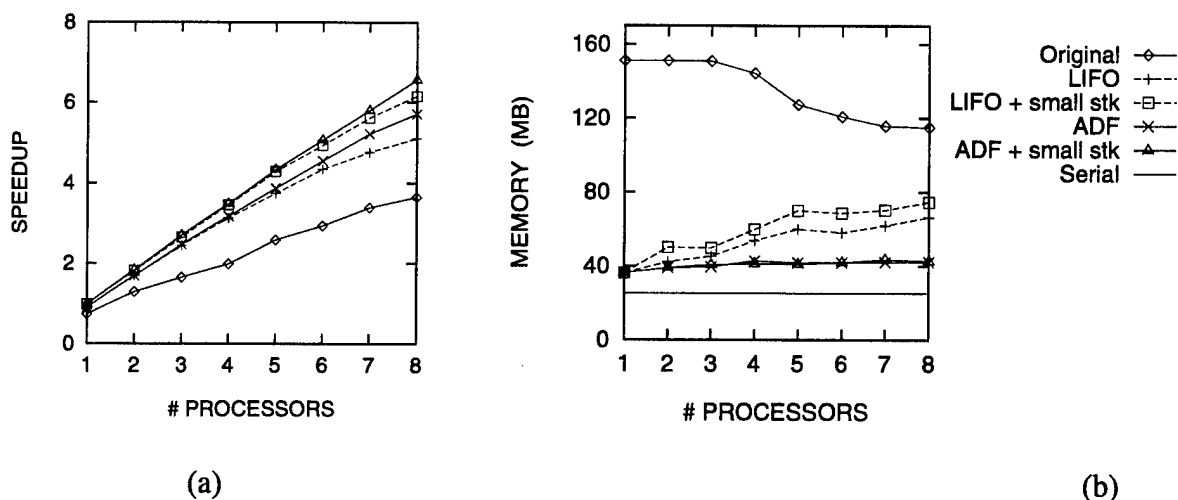 SPEEDUP
8
6
4
2
0
1 2 3 4 5 6 7 8
# PROCESSORS
(a)
MEMORY (MB)
160
120
80
40
0
1 2 3 4 5 6 7 8
# PROCESSORS
(b)
Original
LIFO
LIFO + small stk
ADF
ADF + small stk
Serial